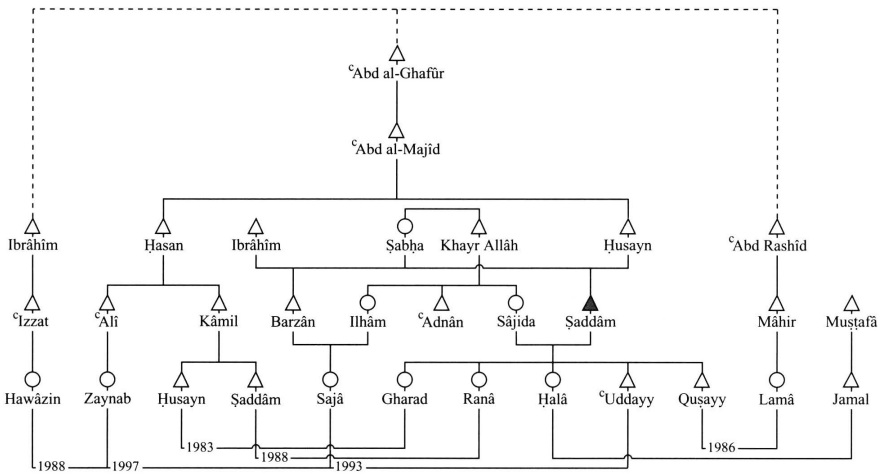 ᶜAbd al-Ghafûr
ᶜAbd al-Majîd
Ibrâhîm Ḥasan Ibrâhîm Ṣabḥa Khayr Allâh Ḥusayn ᶜAbd Rashîd
ᶜIzzat ᶜAlî Kâmil Barzân Ilhâm ᶜAdnân Sâjida Ṣaddâm Mâhir Muṣṭafâ
Hawâzin Zaynab Ḥusayn Ṣaddâm Sajâ Gharad Ranâ Ḥalâ ᶜUddayy Quṣayy Lamâ Jamal
1983 1986
1988
1988 1997 1993